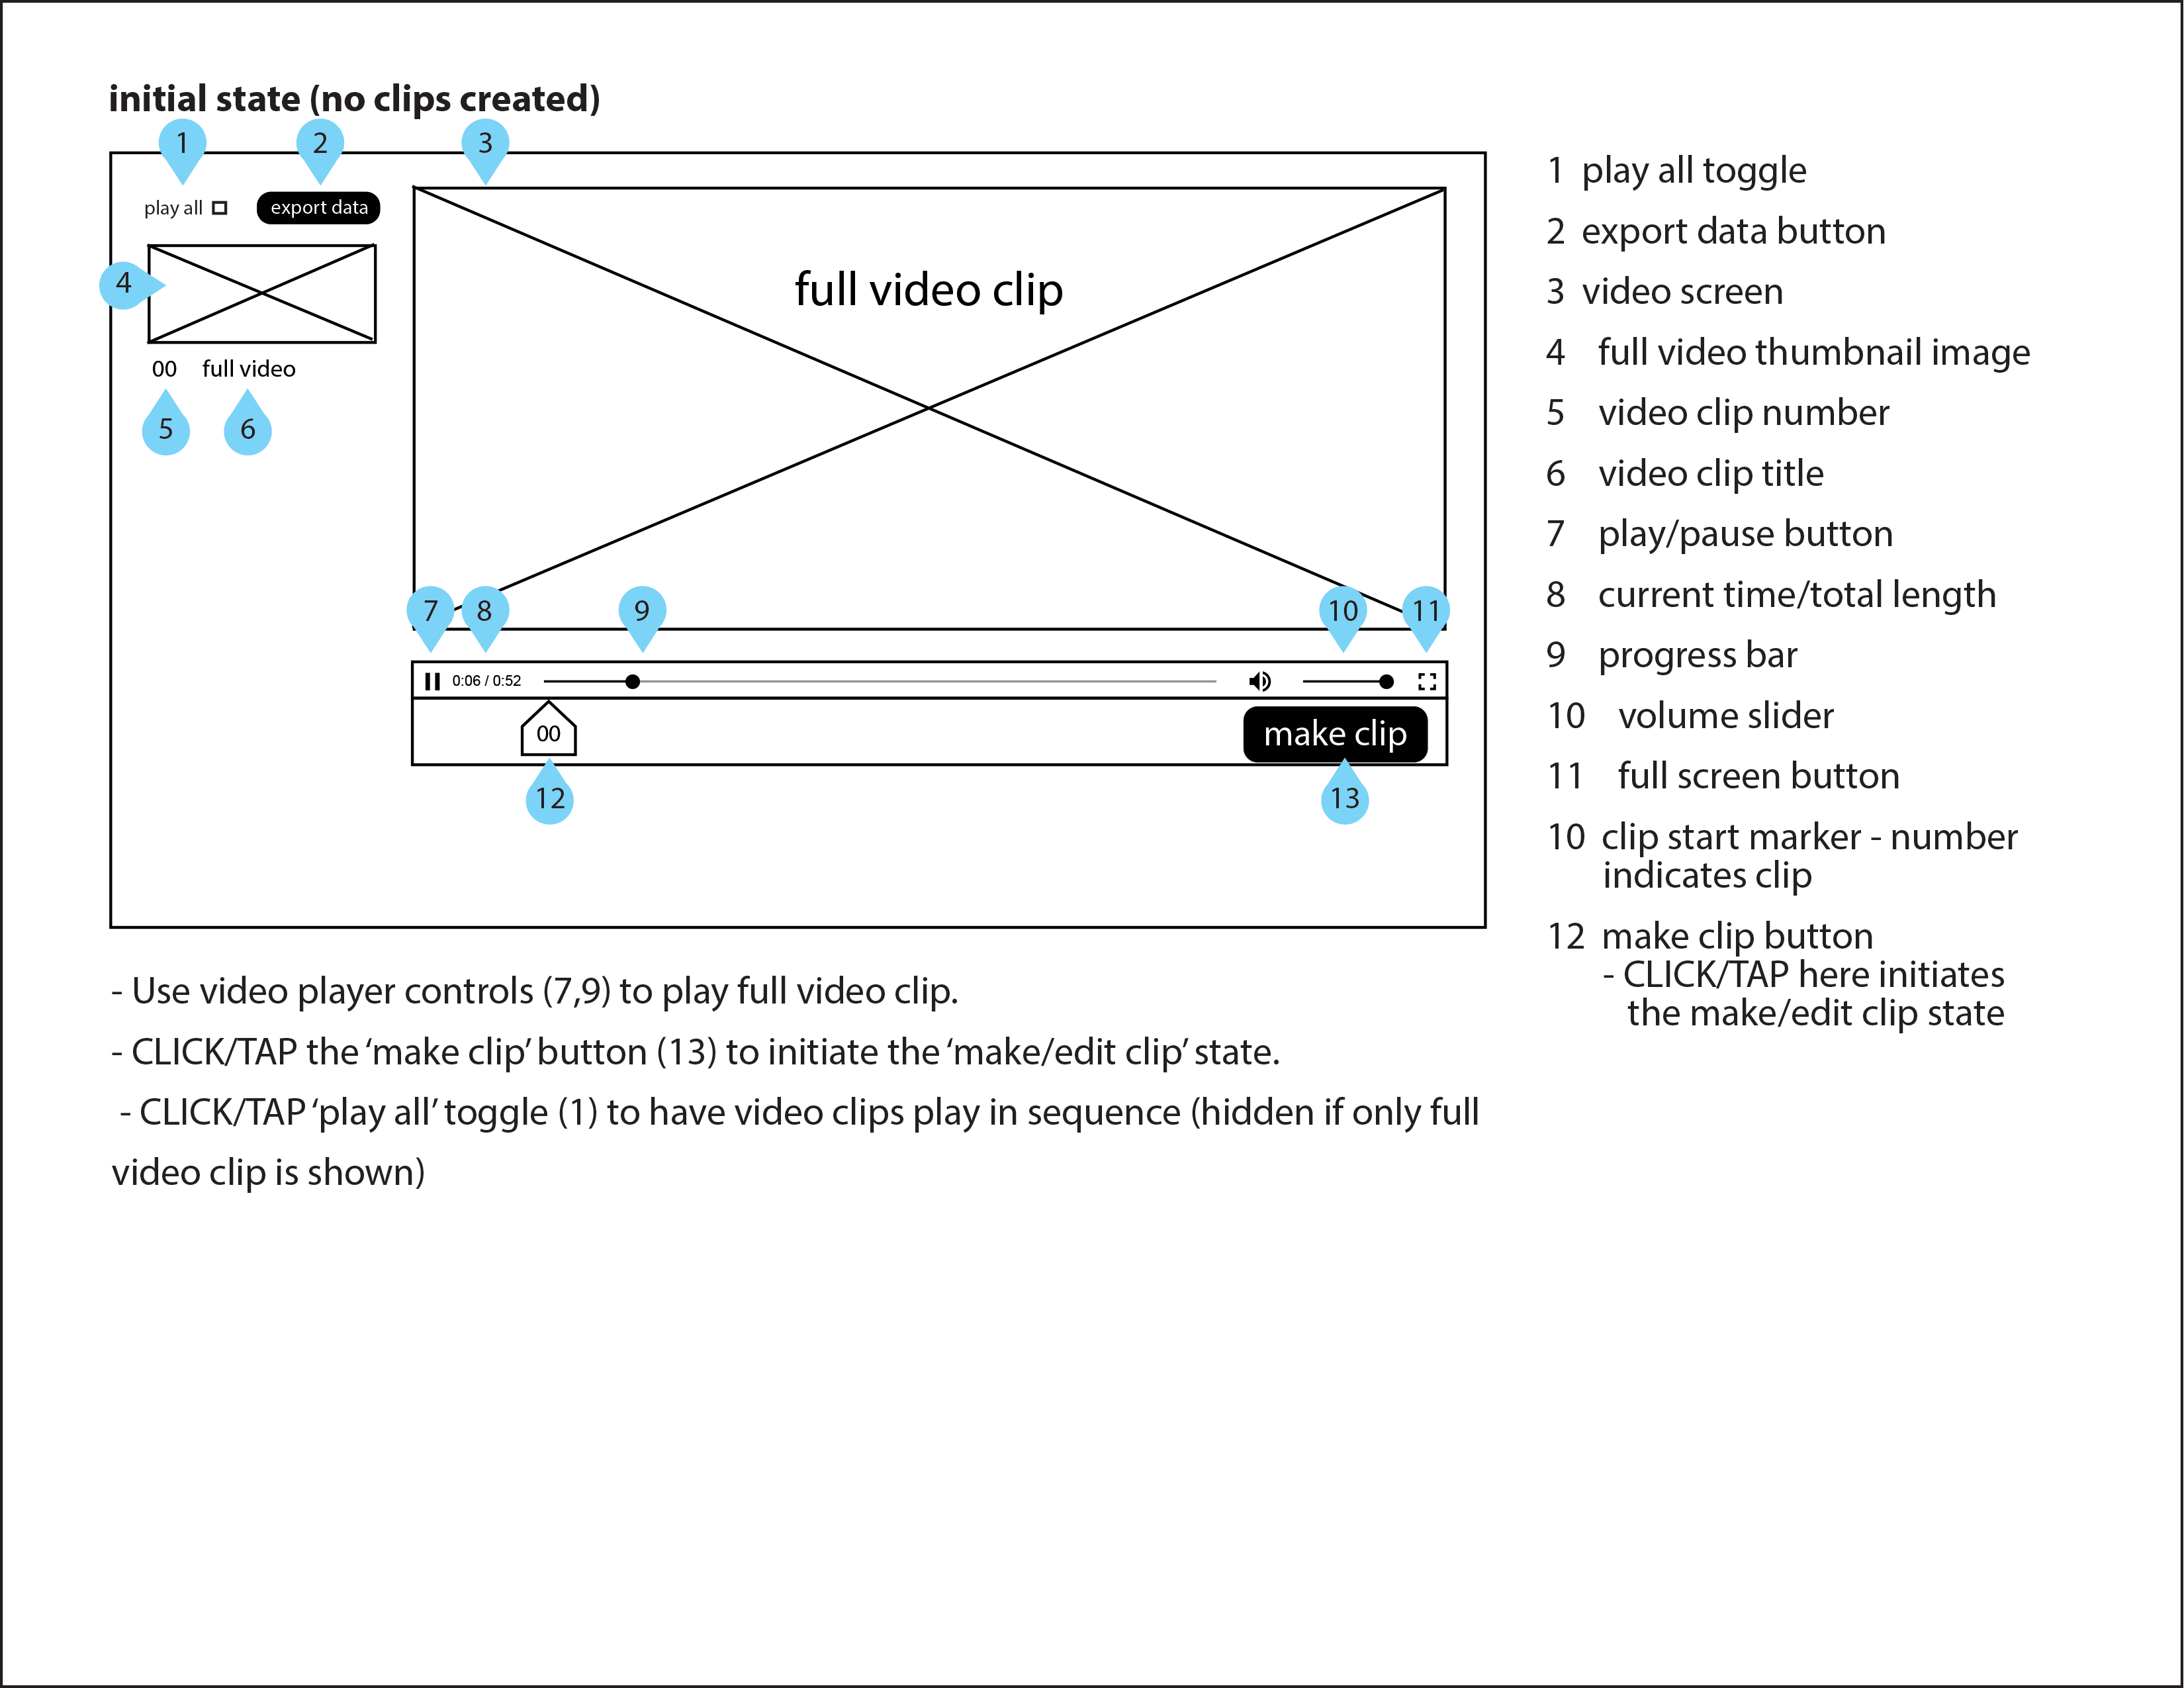 initial state (no clips created)
1
2
3
play all
export data
4
full video clip
00 full video
5
6
7
8
9
10
11
0:06 / 0:52
00
make clip
12
13
1 play all toggle
2 export data button
3 video screen
4 full video thumbnail image
5 video clip number
6 video clip title
7 play/pause button
8 current time/total length
9 progress bar
10 volume slider
11 full screen button
10 clip start marker - number
indicates clip
12 make clip button
- CLICK/TAP here initiates
the make/edit clip state
- Use video player controls (7,9) to play full video clip.
- CLICK/TAP the ‘make clip’ button (13) to initiate the ‘make/edit clip’ state.
- CLICK/TAP ‘play all’ toggle (1) to have video clips play in sequence (hidden if only full
video clip is shown)